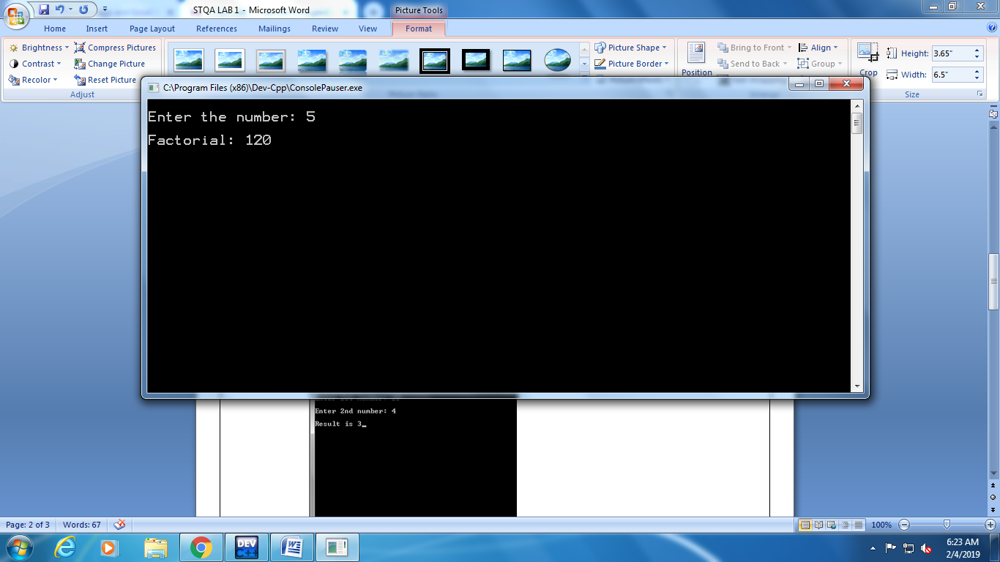 STQA LAB 1 - Microsoft Word
Picture Tools
Home Insert Page Layout References Mailings Review View Format
Brightness Compress Pictures
Contrast Change Picture
Recolor Reset Picture
Adjust
Picture Shape
Picture Border
Position
Bring to Front
Send to Back
Align
Group
Crop
Height: 3.65"
Width: 6.5"
Size
C:\Program Files (x86)\Dev-Cpp\ConsolePauser.exe
Enter the number: 5
Factorial: 120
Enter 2nd number: 4
Result is 3_
Page: 2 of 3 Words: 67
100%
DEV
C++
6:23 AM
2/4/2019